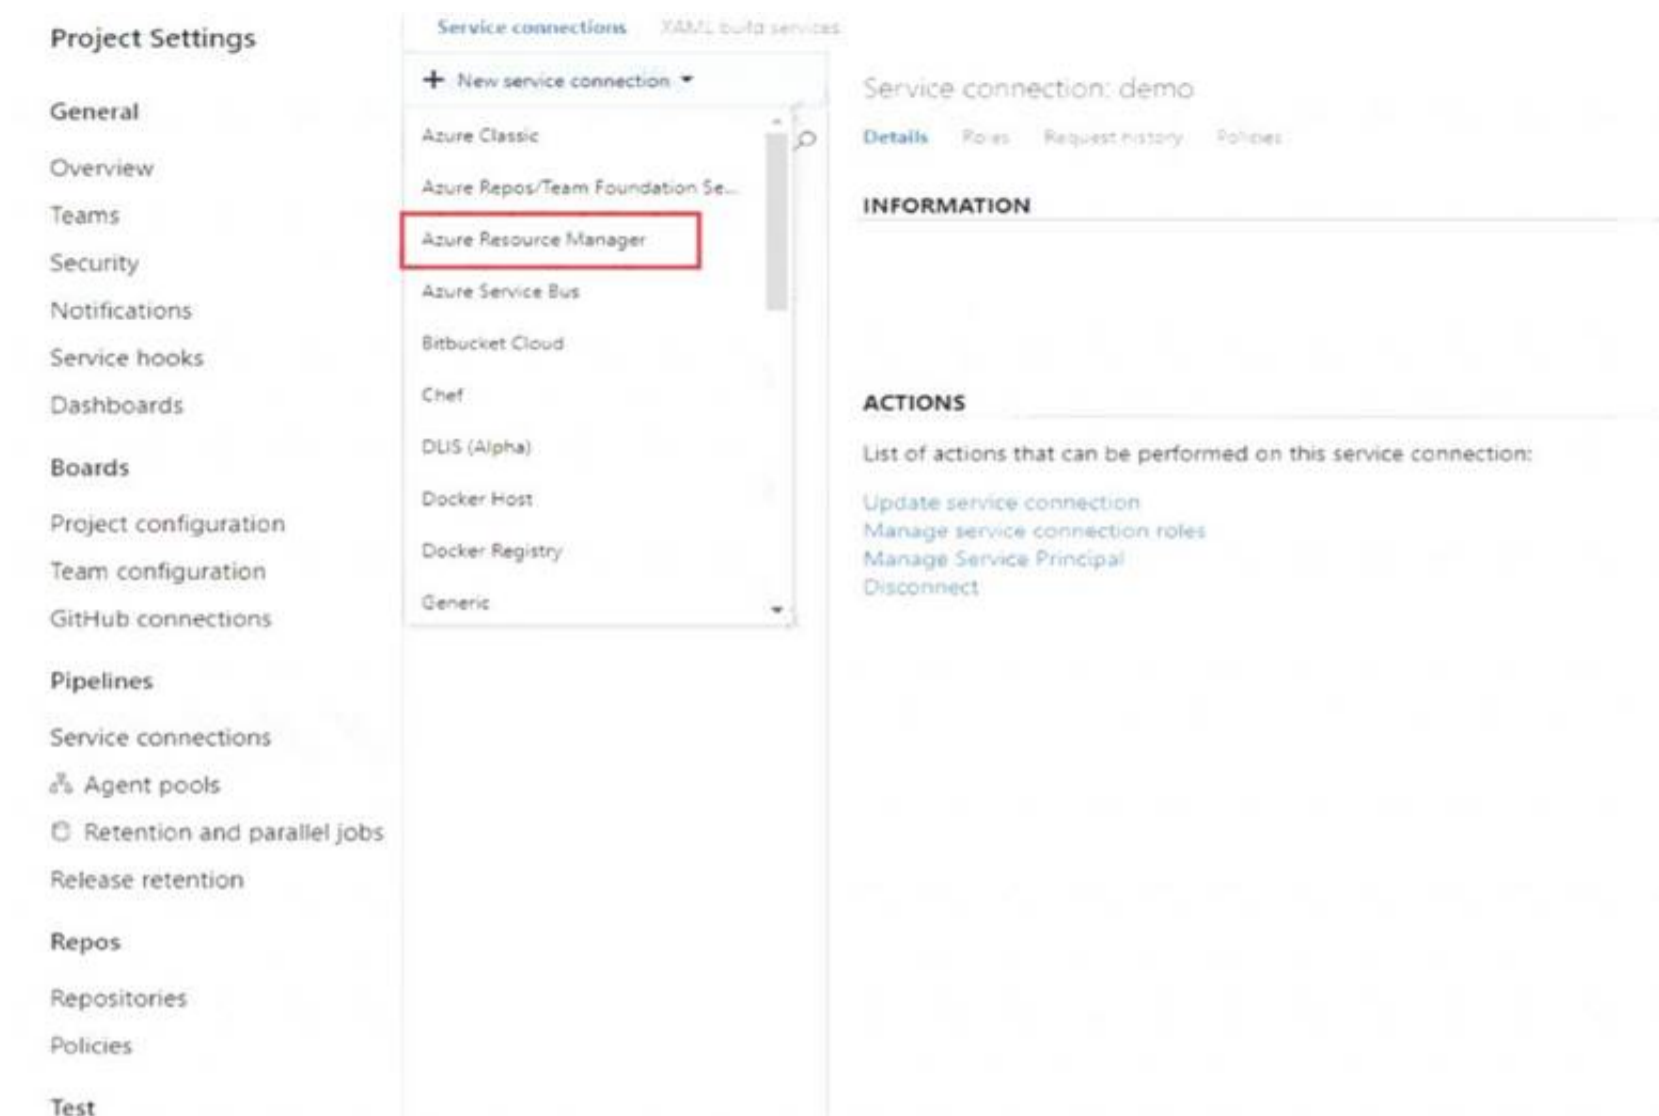 Project Settings
General
Overview
Teams
Security
Notifications
Service hooks
Dashboards
Boards
Project configuration
Team configuration
GitHub connections
Pipelines
Service connections
Agent pools
Retention and parallel jobs
Release retention
Repos
Repositories
Policies
Test
Service connections XAML build services
+ New service connection
Azure Classic
Azure Repos/Team Foundation Se...
Azure Resource Manager
Azure Service Bus
Bitbucket Cloud
Chef
DLIS (Alpha)
Docker Host
Docker Registry
Generic
Service connection: demo
Details Roles Request history Policies
INFORMATION
ACTIONS
List of actions that can be performed on this service connection:
Update service connection
Manage service connection roles
Manage Service Principal
Disconnect